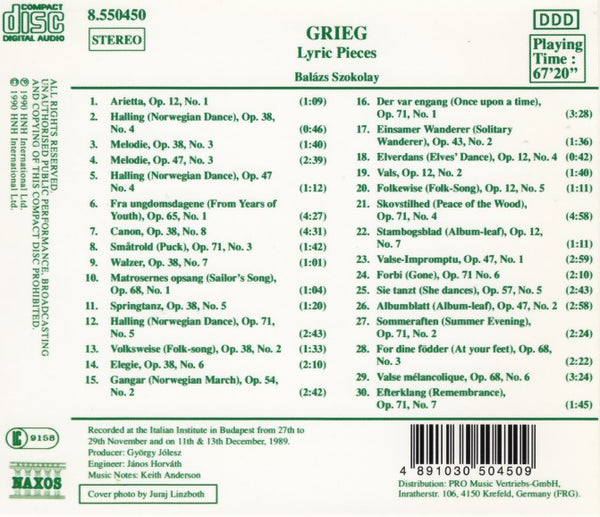 COMPACT
disc
DIGITAL AUDIO
8.550450
STEREO
GRIEG
Lyric Pieces
Balázs Szokolay
DDD
Playing
Time :
67'20"
ALL RIGHTS RESERVED.
UNAUTHORISED PUBLIC PERFORMANCE, BROADCASTING
AND COPYING OF THIS COMPACT DISC PROHIBITED.
℗ 1990 HNH International Ltd.
© 1990 HNH International Ltd.
1. Arietta, Op. 12, No. 1 (1:09)
2. Halling (Norwegian Dance), Op. 38,
No. 4 (0:46)
3. Melodie, Op. 38, No. 3 (1:40)
4. Melodie, Op. 47, No. 3 (2:39)
5. Halling (Norwegian Dance), Op. 47
No. 4 (1:12)
6. Fra ungdomsdagene (From Years of
Youth), Op. 65, No. 1 (4:27)
7. Canon, Op. 38, No. 8 (4:31)
8. Småtrold (Puck), Op. 71, No. 3 (1:42)
9. Walzer, Op. 38, No. 7 (1:01)
10. Matrosernes opsang (Sailor's Song),
Op. 68, No. 1 (1:04)
11. Springtanz, Op. 38, No. 5 (1:20)
12. Halling (Norwegian Dance), Op. 71,
No. 5 (2:43)
13. Volksweise (Folk-song), Op. 38, No. 2 (1:33)
14. Elegie, Op. 38, No. 6 (2:10)
15. Gangar (Norwegian March), Op. 54,
No. 2 (2:42)
16. Der var engang (Once upon a time),
Op. 71, No. 1 (3:28)
17. Einsamer Wanderer (Solitary
Wanderer), Op. 43, No. 2 (1:36)
18. Elverdans (Elves' Dance), Op. 12, No. 4 (0:42)
19. Vals, Op. 12, No. 2 (1:40)
20. Folkewise (Folk-Song), Op. 12, No. 5 (1:11)
21. Skovstilhed (Peace of the Wood),
Op. 71, No. 4 (4:58)
22. Stambogsblad (Album-leaf), Op. 12,
No. 7 (1:11)
23. Valse-Impromptu, Op. 47, No. 1 (2:59)
24. Forbi (Gone), Op. 71 No. 6 (2:10)
25. Sie tanzt (She dances), Op. 57, No. 5 (2:43)
26. Albumblatt (Album-leaf), Op. 47, No. 2 (2:58)
27. Sommeraften (Summer Evening),
Op. 71, No. 2 (2:24)
28. For dine födder (At your feet), Op. 68,
No. 3 (2:22)
29. Valse mélancolique, Op. 68, No. 6 (3:24)
30. Efterklang (Remembrance),
Op. 71, No. 7 (1:45)
9158
NAXOS
Recorded at the Italian Institute in Budapest from 27th to
29th November and on 11th & 13th December, 1989.
Producer: György Jólesz
Engineer: János Horváth
Music Notes: Keith Anderson
Cover photo by Juraj Linzboth
4 891030 504509
Distribution: PRO Music Vertriebs-GmbH,
Inratherstr. 106, 4150 Krefeld, Germany (FRG).